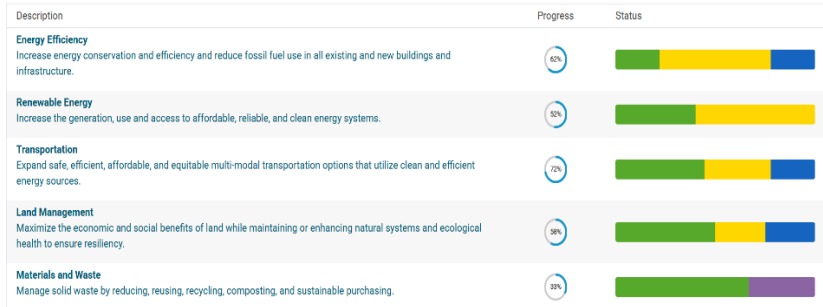 Description Progress Status
Energy Efficiency
Increase energy conservation and efficiency and reduce fossil fuel use in all existing and new buildings and
infrastructure.
62%
Renewable Energy
Increase the generation, use and access to affordable, reliable, and clean energy systems.
52%
Transportation
Expand safe, efficient, affordable, and equitable multi-modal transportation options that utilize clean and efficient
energy sources.
72%
Land Management
Maximize the economic and social benefits of land while maintaining or enhancing natural systems and ecological
health to ensure resiliency.
58%
Materials and Waste
Manage solid waste by reducing, reusing, recycling, composting, and sustainable purchasing.
33%